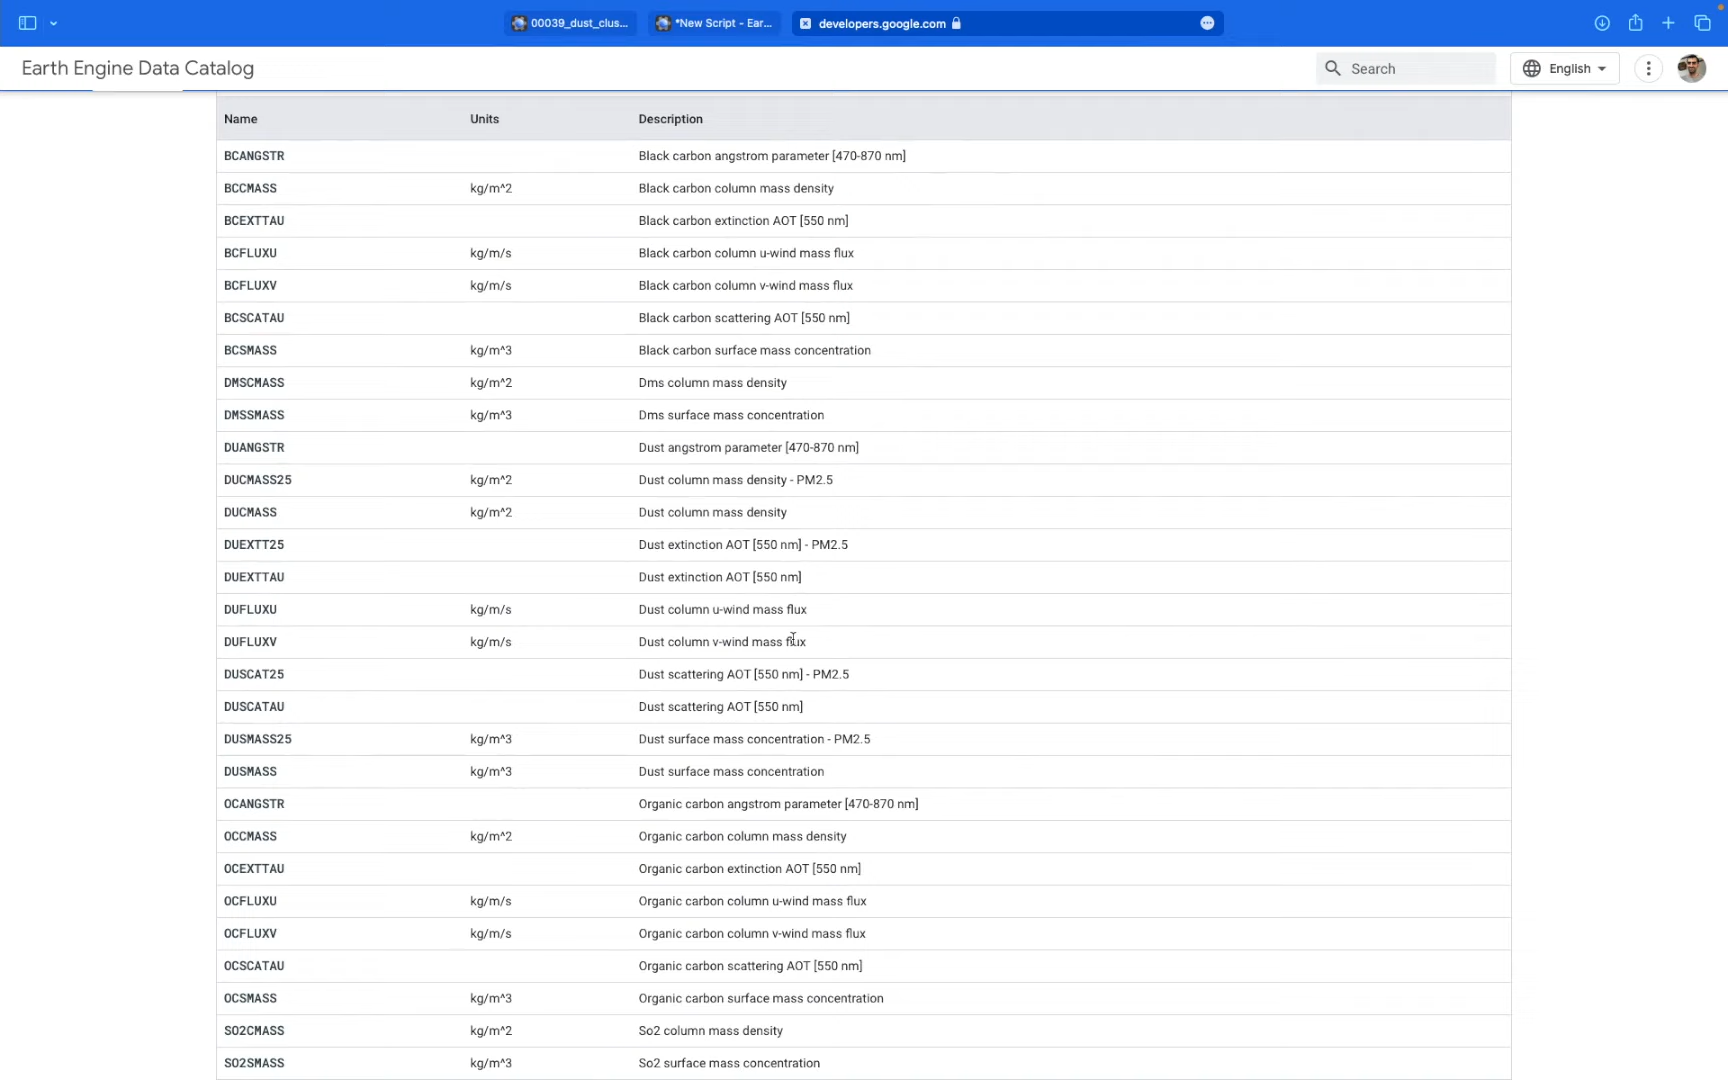 00039_dust_clus...
*New Script - Ear...
developers.google.com
Earth Engine Data Catalog
Search
English
Name Units Description
BCANGSTR Black carbon angstrom parameter [470-870 nm]
BCCMASS kg/m^2 Black carbon column mass density
BCEXTTAU Black carbon extinction AOT [550 nm]
BCFLUXU kg/m/s Black carbon column u-wind mass flux
BCFLUXV kg/m/s Black carbon column v-wind mass flux
BCSCATAU Black carbon scattering AOT [550 nm]
BCSMASS kg/m^3 Black carbon surface mass concentration
DMSCMASS kg/m^2 Dms column mass density
DMSSMASS kg/m^3 Dms surface mass concentration
DUANGSTR Dust angstrom parameter [470-870 nm]
DUCMASS25 kg/m^2 Dust column mass density - PM2.5
DUCMASS kg/m^2 Dust column mass density
DUEXTT25 Dust extinction AOT [550 nm] - PM2.5
DUEXTTAU Dust extinction AOT [550 nm]
DUFLUXU kg/m/s Dust column u-wind mass flux
DUFLUXV kg/m/s Dust column v-wind mass flux
DUSCAT25 Dust scattering AOT [550 nm] - PM2.5
DUSCATAU Dust scattering AOT [550 nm]
DUSMASS25 kg/m^3 Dust surface mass concentration - PM2.5
DUSMASS kg/m^3 Dust surface mass concentration
OCANGSTR Organic carbon angstrom parameter [470-870 nm]
OCCMASS kg/m^2 Organic carbon column mass density
OCEXTTAU Organic carbon extinction AOT [550 nm]
OCFLUXU kg/m/s Organic carbon column u-wind mass flux
OCFLUXV kg/m/s Organic carbon column v-wind mass flux
OCSCATAU Organic carbon scattering AOT [550 nm]
OCSMASS kg/m^3 Organic carbon surface mass concentration
SO2CMASS kg/m^2 So2 column mass density
SO2SMASS kg/m^3 So2 surface mass concentration